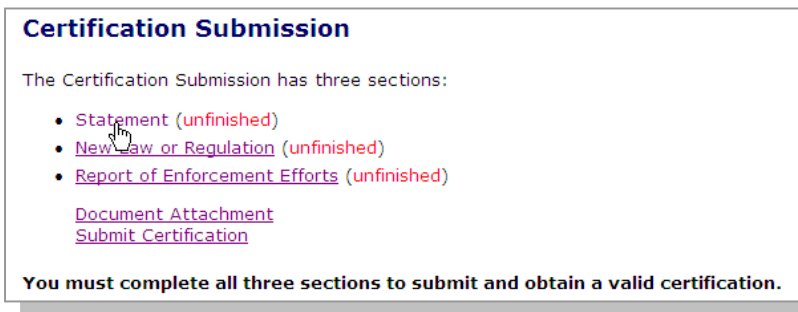 Certification Submission
The Certification Submission has three sections:
• Statement (unfinished)
• New Law or Regulation (unfinished)
• Report of Enforcement Efforts (unfinished)
Document Attachment
Submit Certification
You must complete all three sections to submit and obtain a valid certification.